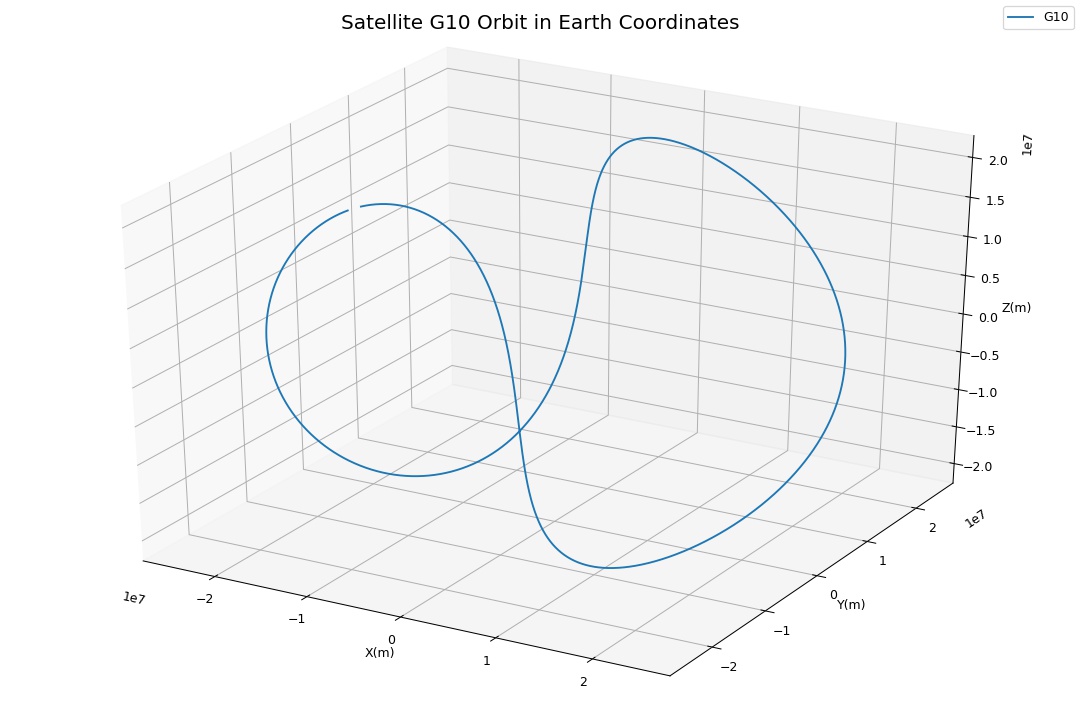 Satellite G10 Orbit in Earth Coordinates
G10
1e7
2.0
1.5
1.0
0.5
0.0
Z(m)
−0.5
−1.0
−1.5
−2.0
1e7
2
1
0
Y(m)
−1
−2
1e7
−2
−1
0
X(m)
1
2